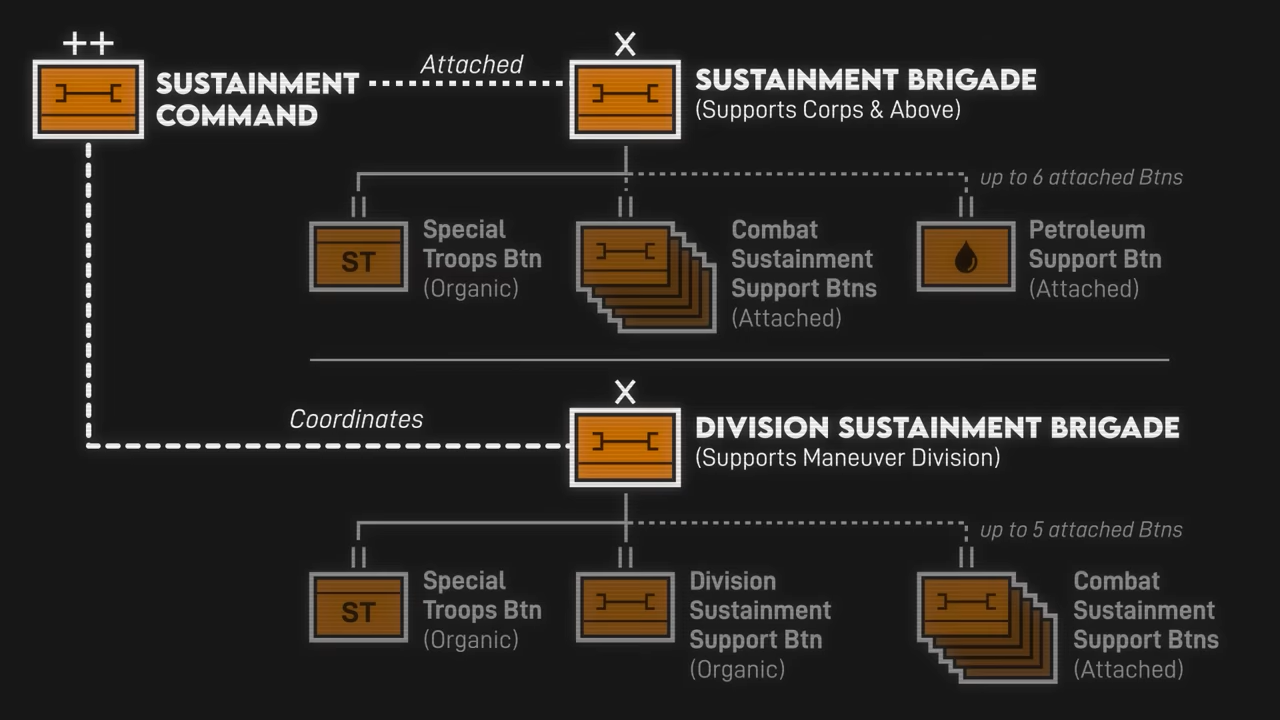 ++
SUSTAINMENT
COMMAND
Attached
X
SUSTAINMENT BRIGADE
(Supports Corps & Above)
up to 6 attached Btns
ST
Special
Troops Btn
(Organic)
Combat
Sustainment
Support Btns
(Attached)
Petroleum
Support Btn
(Attached)
Coordinates
X
DIVISION SUSTAINMENT BRIGADE
(Supports Maneuver Division)
up to 5 attached Btns
ST
Special
Troops Btn
(Organic)
Division
Sustainment
Support Btn
(Organic)
Combat
Sustainment
Support Btns
(Attached)